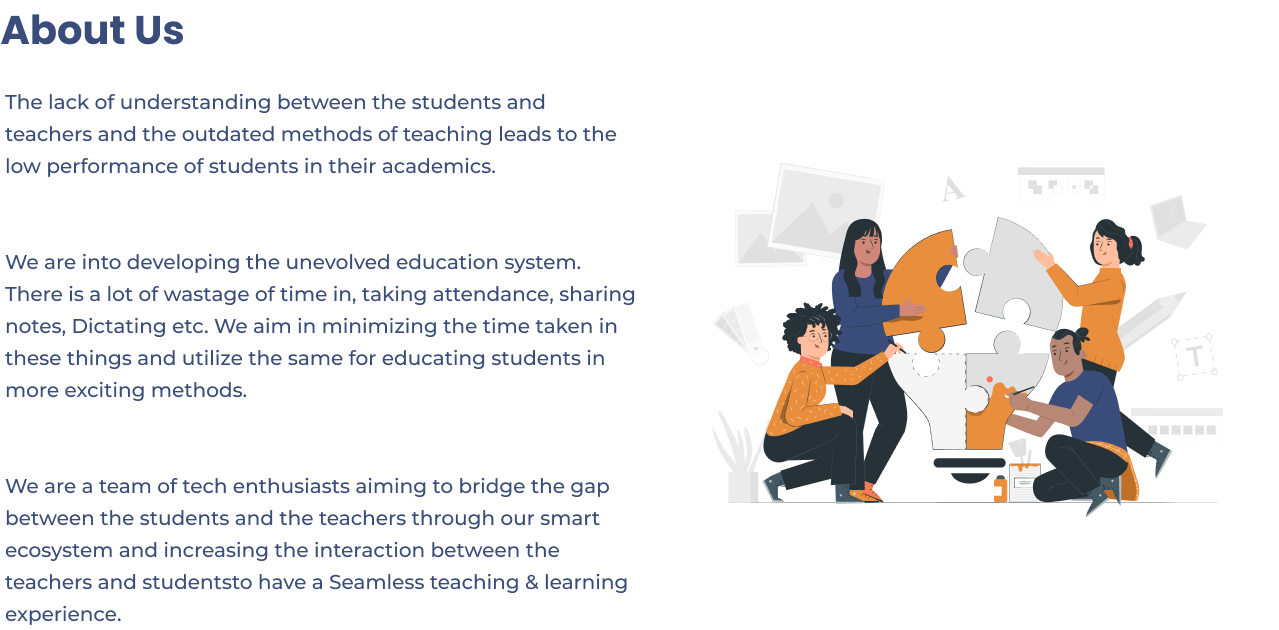 About Us
The lack of understanding between the students and
teachers and the outdated methods of teaching leads to the
low performance of students in their academics.
We are into developing the unevolved education system.
There is a lot of wastage of time in, taking attendance, sharing
notes, Dictating etc. We aim in minimizing the time taken in
these things and utilize the same for educating students in
more exciting methods.
We are a team of tech enthusiasts aiming to bridge the gap
between the students and the teachers through our smart
ecosystem and increasing the interaction between the
teachers and studentsto have a Seamless teaching & learning
experience.
A
T